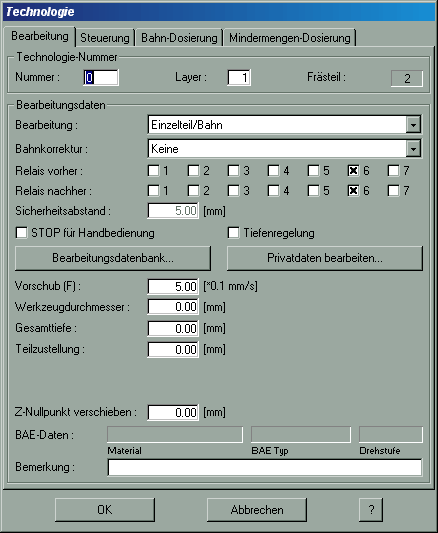 Technologie
Bearbeitung Steuerung Bahn-Dosierung Mindermengen-Dosierung
Technologie-Nummer
Nummer : 0 Layer : 1 Frästeil : 2
Bearbeitungsdaten
Bearbeitung : Einzelteil/Bahn
Bahnkorrektur : Keine
Relais vorher : 1 2 3 4 5 6 7
Relais nachher : 1 2 3 4 5 6 7
Sicherheitsabstand : 5.00 [mm]
STOP für Handbedienung Tiefenregelung
Bearbeitungsdatenbank... Privatdaten bearbeiten...
Vorschub (F) : 5.00 [*0.1 mm/s]
Werkzeugdurchmesser : 0.00 [mm]
Gesamttiefe : 0.00 [mm]
Teilzustellung : 0.00 [mm]
Z-Nullpunkt verschieben : 0.00 [mm]
BAE-Daten :
Material BAE Typ Drehstufe
Bemerkung :
OK Abbrechen ?